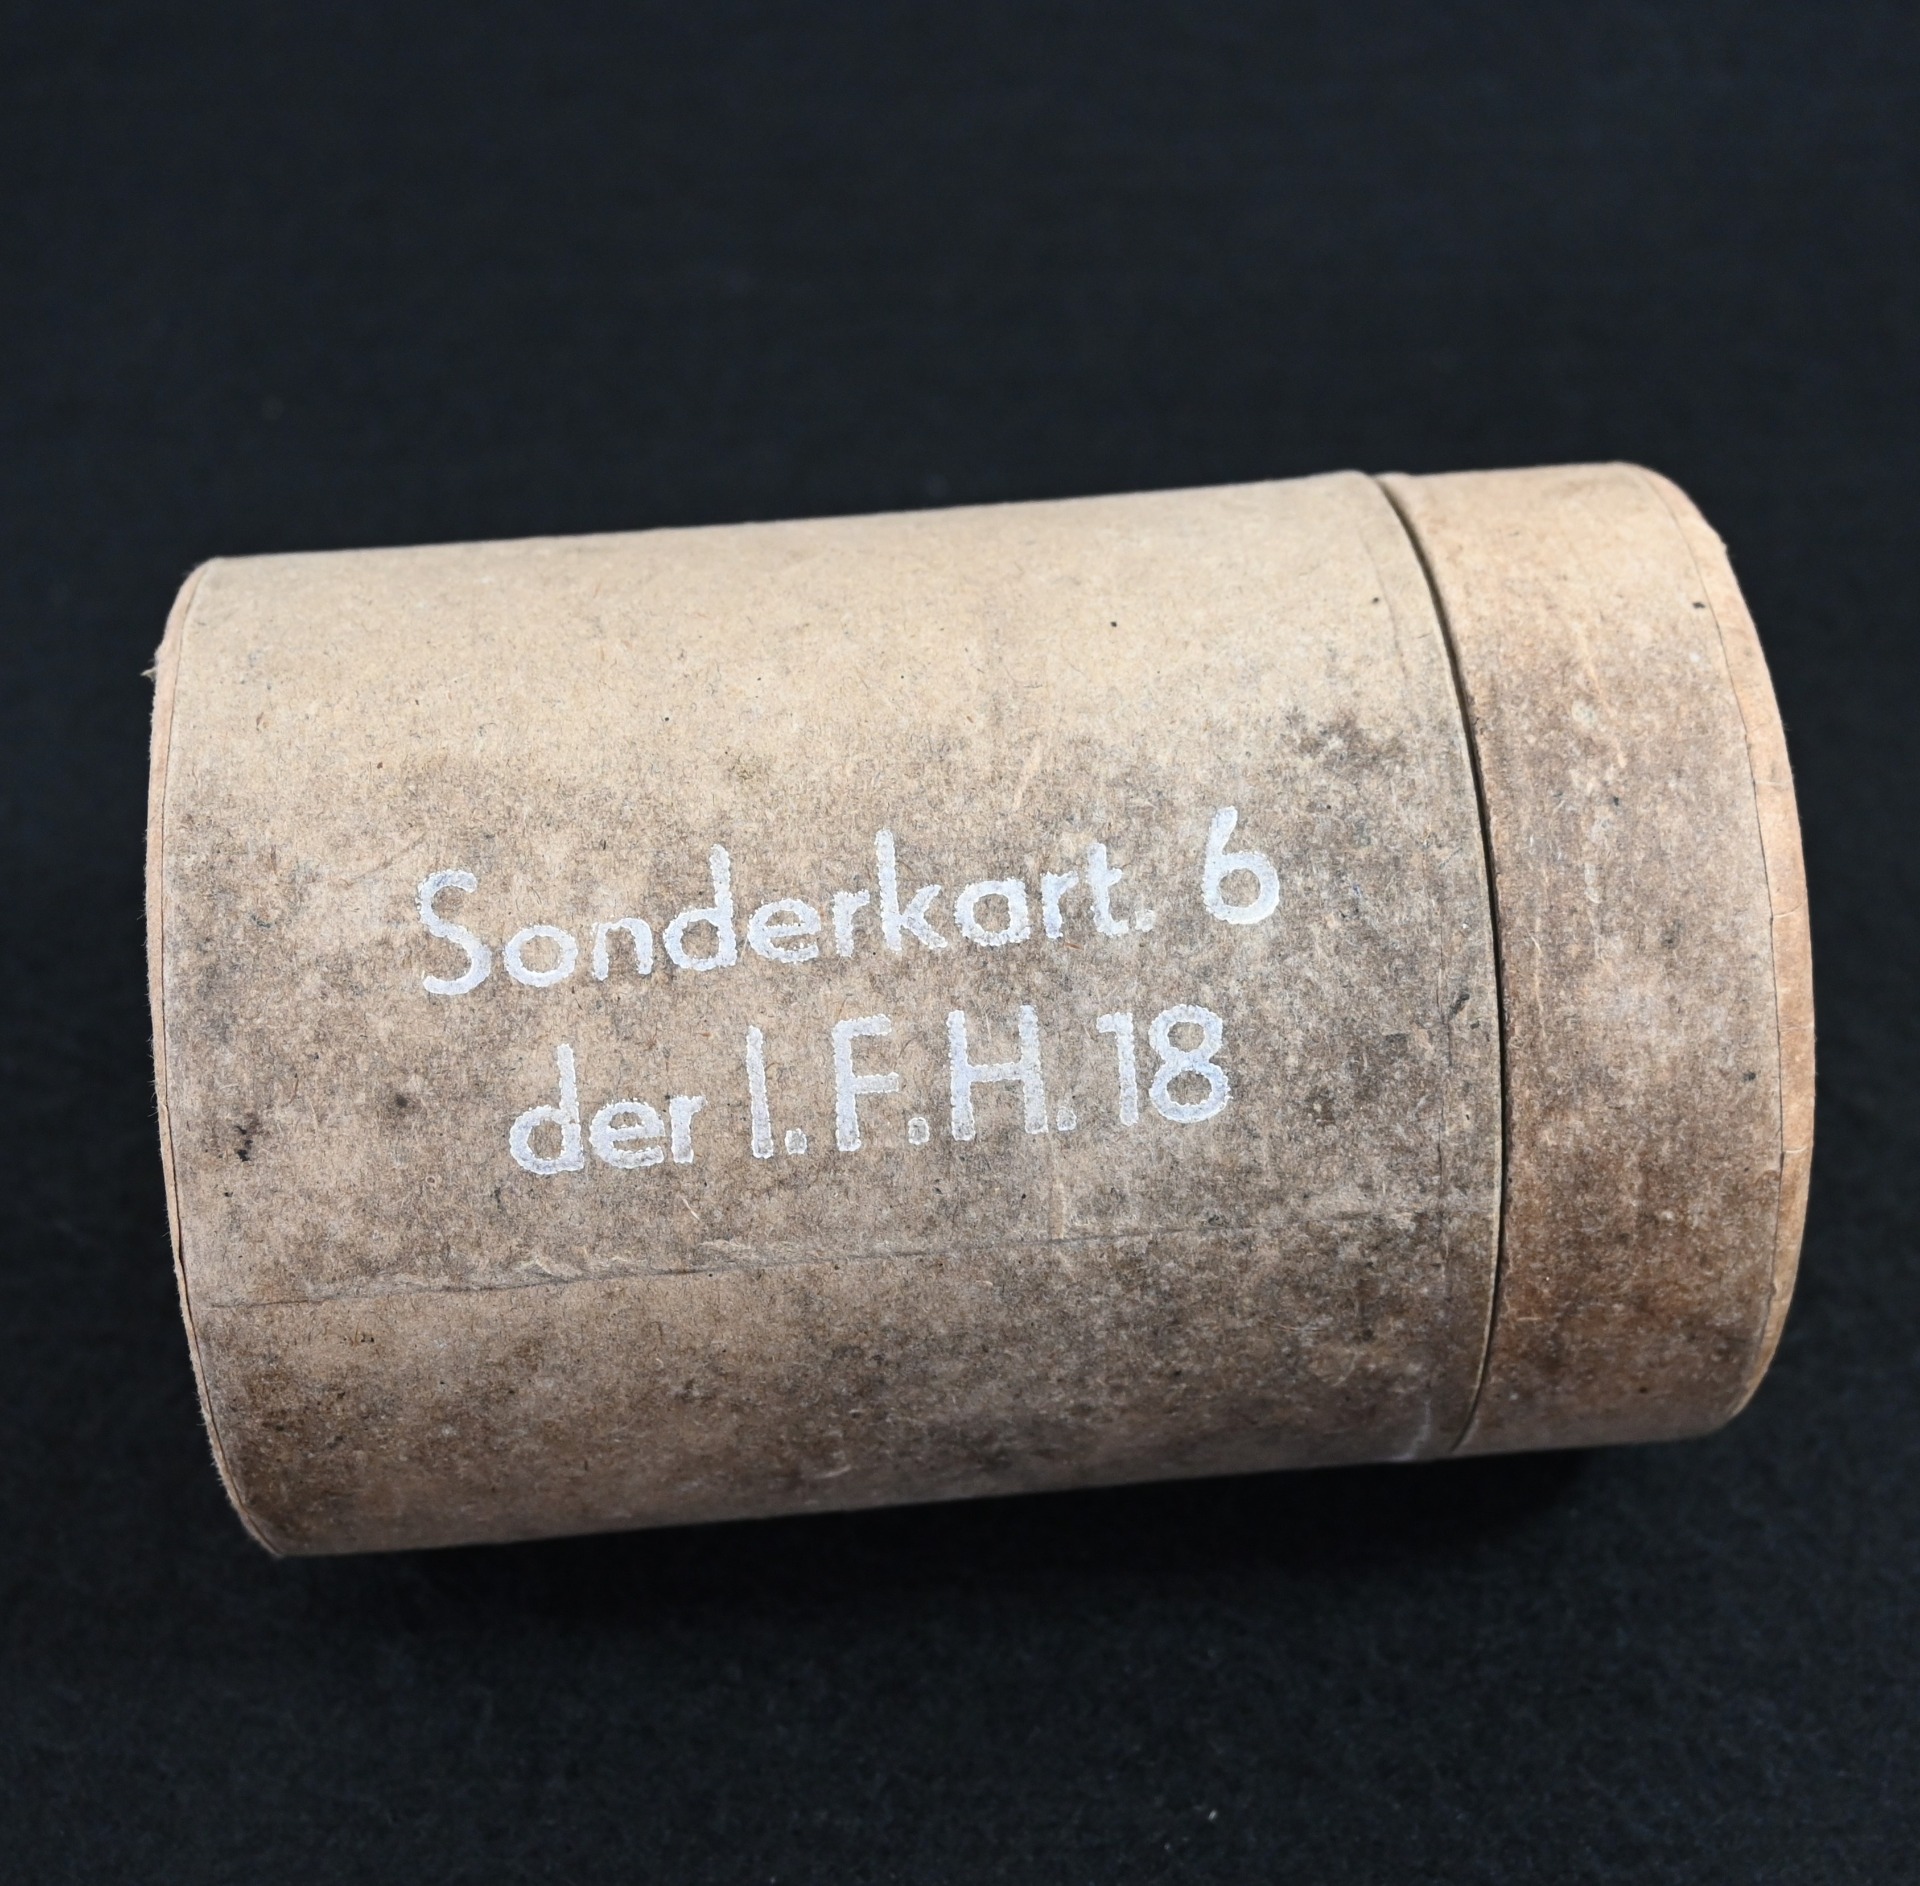 Sonderkart. 6
der l.F.H.18